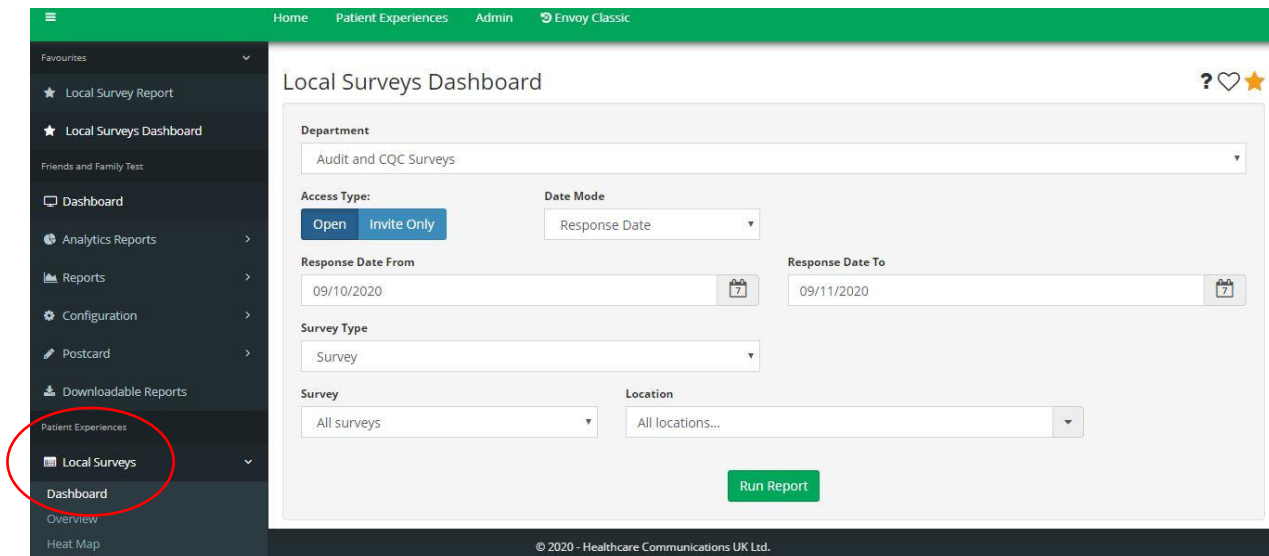 Home Patient Experiences Admin Envoy Classic
Favourites
Local Survey Report
Local Surveys Dashboard
Friends and Family Test
Dashboard
Analytics Reports
Reports
Configuration
Postcard
Downloadable Reports
Patient Experiences
Local Surveys
Dashboard
Overview
Heat Map
Local Surveys Dashboard ?
Department
Audit and CQC Surveys
Access Type: Date Mode
Open Invite Only Response Date
Response Date From Response Date To
09/10/2020 7 09/11/2020 7
Survey Type
Survey
Survey Location
All surveys All locations...
Run Report
© 2020 - Healthcare Communications UK Ltd.